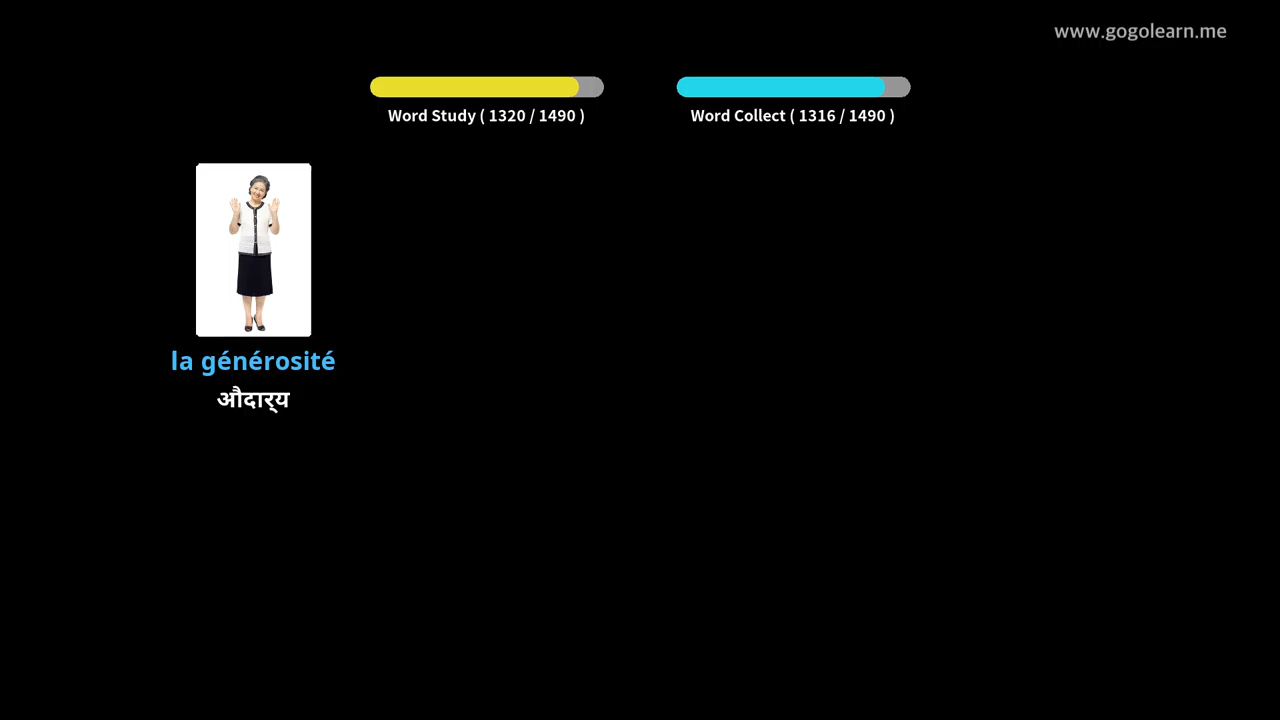 www.gogolearn.me
Word Study ( 1320 / 1490 )
Word Collect ( 1316 / 1490 )
la générosité
औदार्य